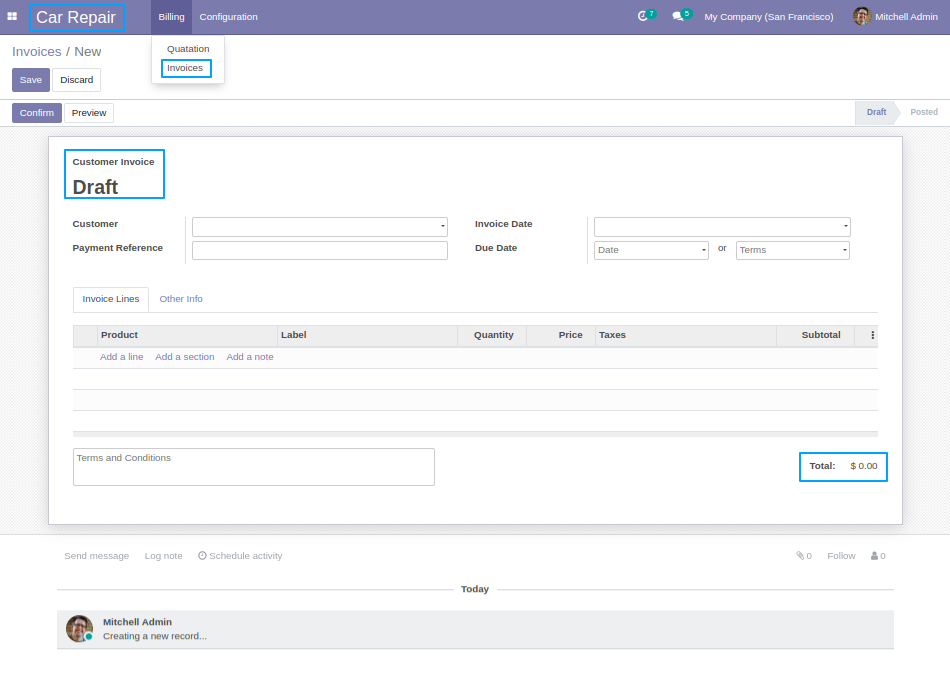 Car Repair Billing Configuration 7 5 My Company (San Francisco) Mitchell Admin
Quatation
Invoices
Invoices / New
Save Discard
Confirm Preview Draft Posted
Customer Invoice
Draft
Customer Invoice Date
Payment Reference Due Date Date or Terms
Invoice Lines Other Info
Product Label Quantity Price Taxes Subtotal
Add a line Add a section Add a note
Terms and Conditions
Total: $ 0.00
Send message Log note Schedule activity 0 Follow 0
Today
Mitchell Admin
Creating a new record...